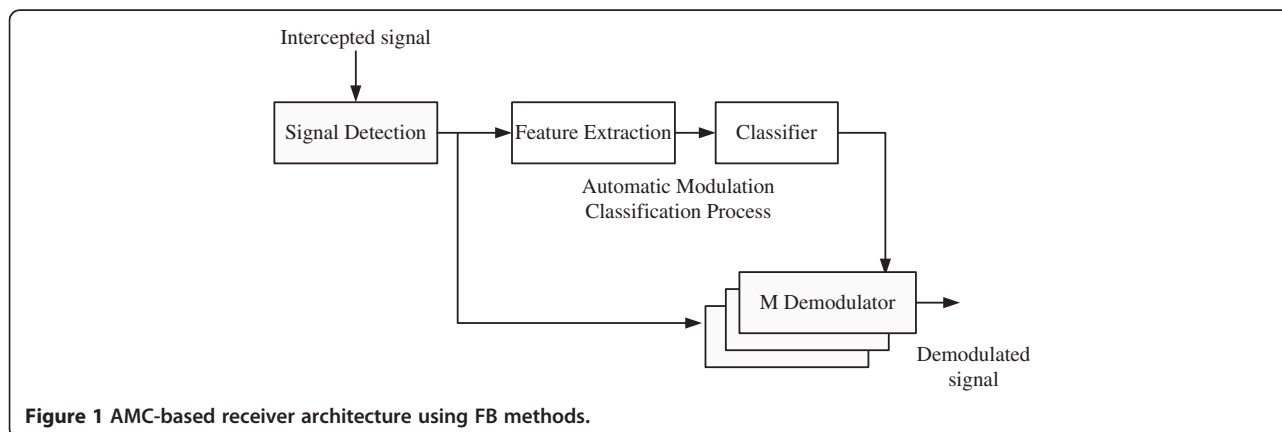 Intercepted signal
Signal Detection
Feature Extraction
Classifier
Automatic Modulation
Classification Process
M Demodulator
Demodulated
signal
Figure 1 AMC-based receiver architecture using FB methods.